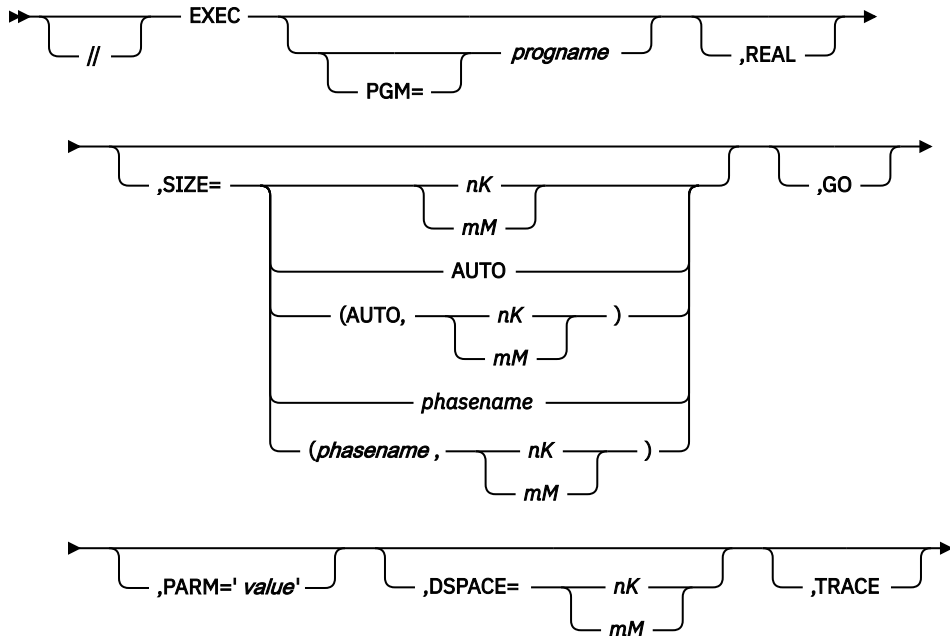 EXEC
//
progname
,REAL
PGM=
,SIZE=
nK
,GO
mM
AUTO
(AUTO, nK )
mM
phasename
(phasename , nK )
mM
,PARM=' value'
,DSPACE=
nK
,TRACE
mM